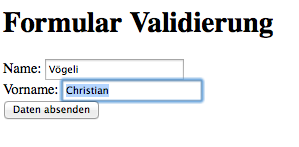 Formular Validierung
Name: Vögeli
Vorname: Christian
Daten absenden